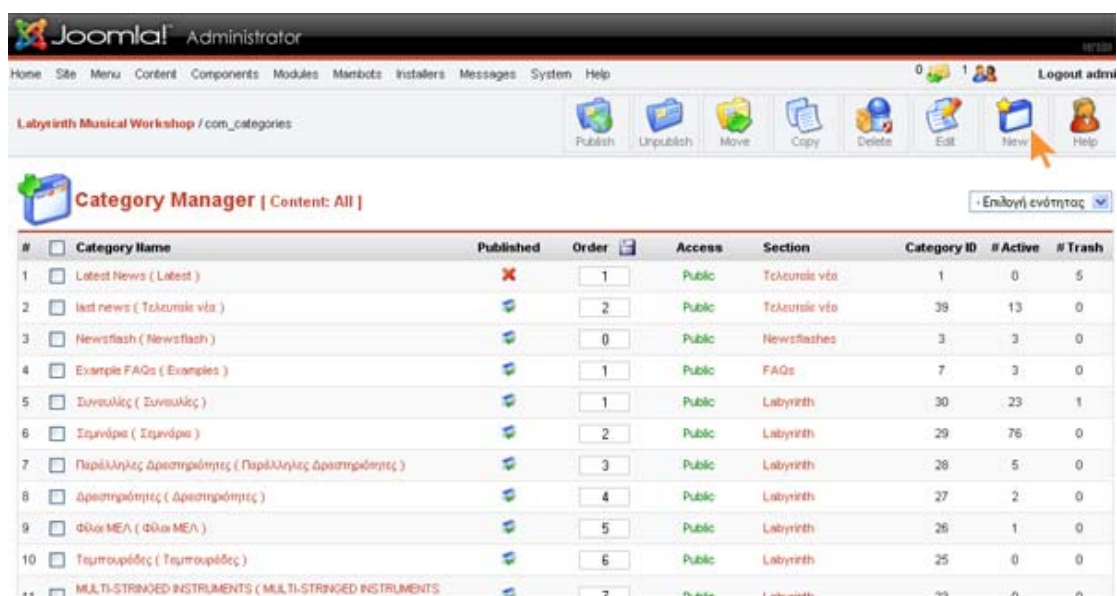 Joomla! Administrator
Home Site Menu Content Components Modules Mambots Installers Messages System Help 0 1 Logout admi
Labyrinth Musical Workshop / com_categories
Publish Unpublish Move Copy Delete Edit New Help
Category Manager [ Content: All ]
- Επιλογή ενότητας
# Category Name Published Order Access Section Category ID # Active # Trash
1 Latest News ( Latest ) 1 Public Τελευταία νέα 1 0 5
2 last news ( Τελευταία νέα ) 2 Public Τελευταία νέα 39 13 0
3 Newsflash ( Newsflash ) 0 Public Newsflashes 3 3 0
4 Example FAQs ( Examples ) 1 Public FAQs 7 3 0
5 Συναυλίες ( Συναυλίες ) 1 Public Labyrinth 30 23 1
6 Σεμινάρια ( Σεμινάρια ) 2 Public Labyrinth 29 76 0
7 Παράλληλες Δραστηριότητες ( Παράλληλες Δραστηριότητες ) 3 Public Labyrinth 28 5 0
8 Δραστηριότητες ( Δραστηριότητες ) 4 Public Labyrinth 27 2 0
9 Φίλοι ΜΕΛ ( Φίλοι ΜΕΛ ) 5 Public Labyrinth 26 1 0
10 Ταμπουράδες ( Ταμπουράδες ) 6 Public Labyrinth 25 0 0
MULTI-STRINGED INSTRUMENTS ( MULTI-STRINGED INSTRUMENTS